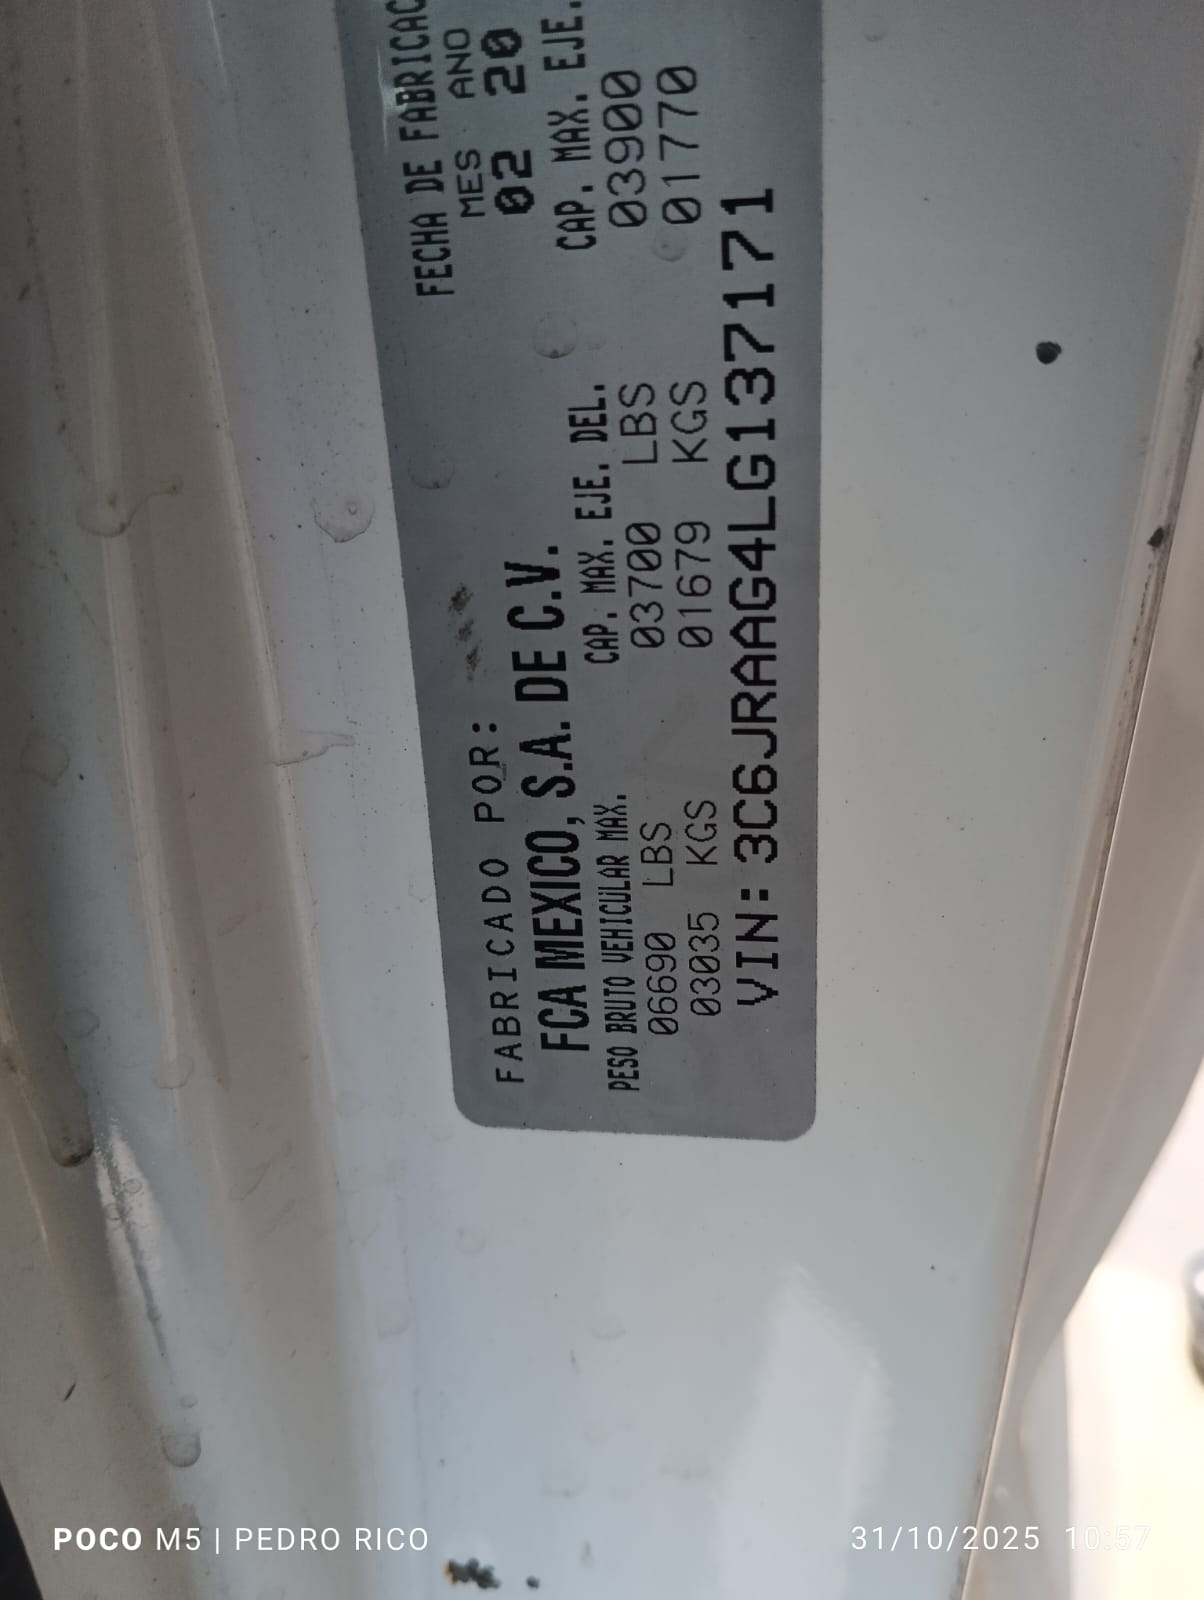 FABRICADO POR:
FECHA DE FABRICAC
MES ANO
FCA MEXICO, S.A. DE C.V.
02 20
PESO BRUTO VEHICULAR MAX. CAP. MAX. EJE. DEL. CAP. MAX. EJE.
06690 LBS 03700 LBS 03900
03035 KGS 01679 KGS 01770
VIN: 3C6JRAAG4LG137171
POCO M5 | PEDRO RICO
31/10/2025 10:57